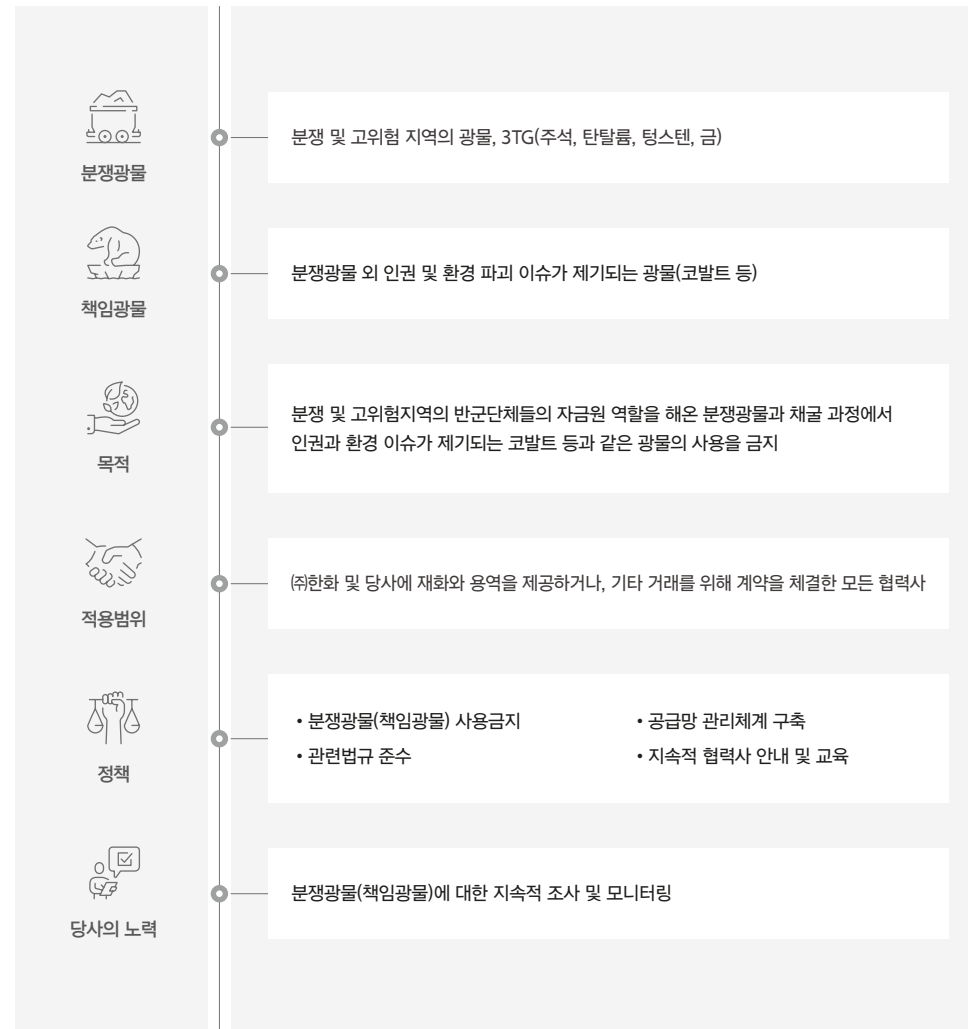 분쟁광물
분쟁 및 고위험 지역의 광물, 3TG(주석, 탄탈륨, 텅스텐, 금)
책임광물
분쟁광물 외 인권 및 환경 파괴 이슈가 제기되는 광물(코발트 등)
목적
분쟁 및 고위험지역의 반군단체들의 자금원 역할을 해온 분쟁광물과 채굴 과정에서
인권과 환경 이슈가 제기되는 코발트 등과 같은 광물의 사용을 금지
적용범위
㈜한화 및 당사에 재화와 용역을 제공하거나, 기타 거래를 위해 계약을 체결한 모든 협력사
정책
• 분쟁광물(책임광물) 사용금지
• 관련법규 준수
• 공급망 관리체계 구축
• 지속적 협력사 안내 및 교육
당사의 노력
분쟁광물(책임광물)에 대한 지속적 조사 및 모니터링